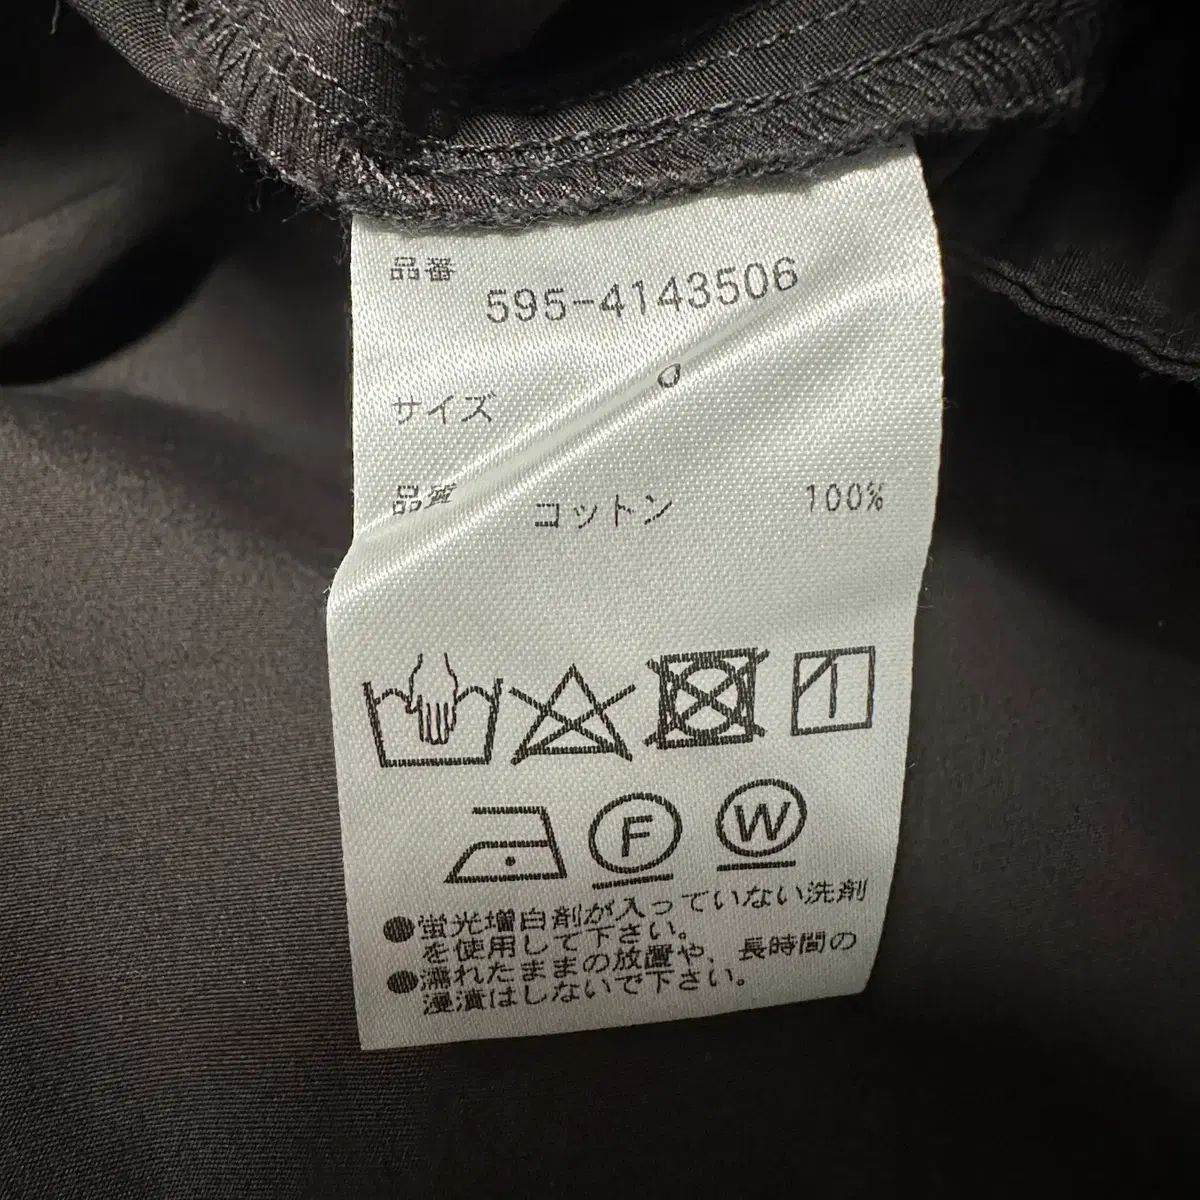 品番
595-4143506
サイズ
品質 コットン 100%
F W
●蛍光増白剤が入っていない洗剤
を使用して下さい。
●濡れたままの放置や、長時間の
浸漬はしないで下さい。